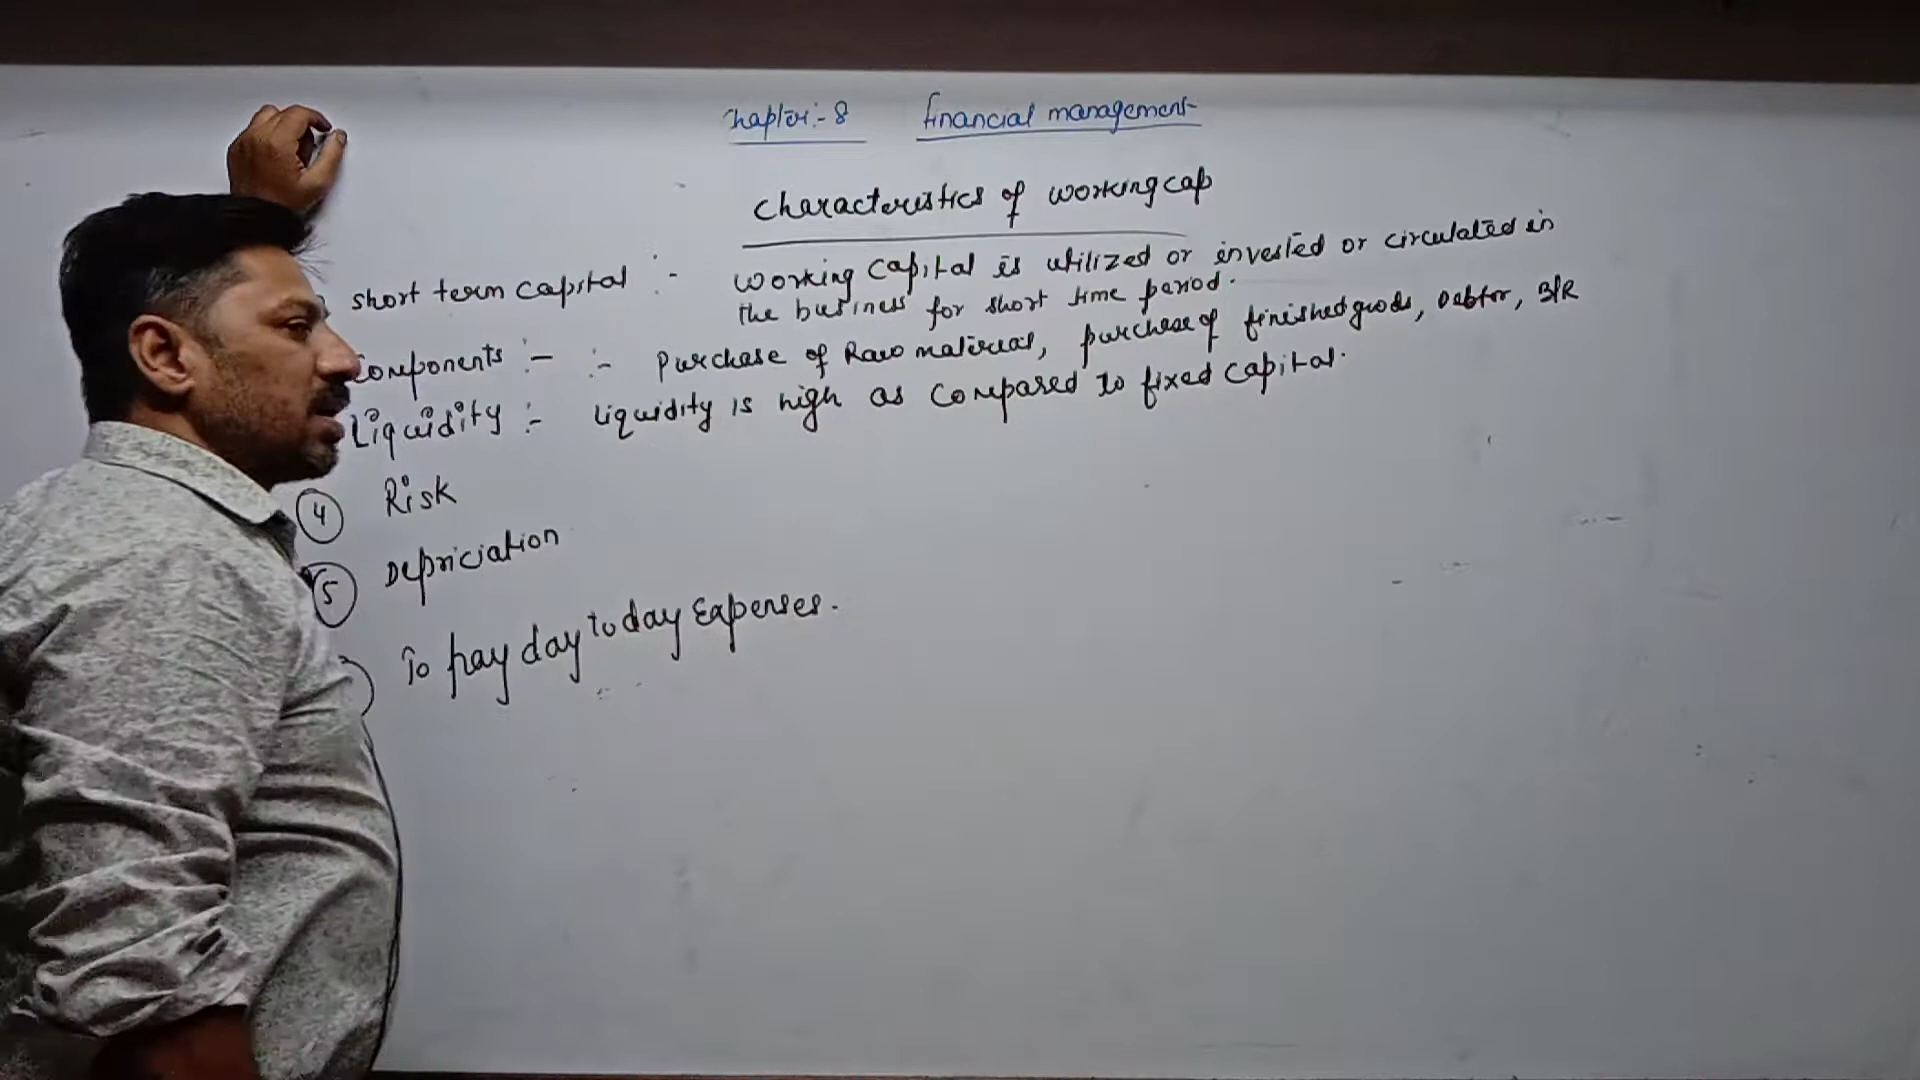 Chapter:- 8 financial management
Characteristics of working cap
short term capital :- working capital is utilized or invested or circulated in
the business for short time period.
Components :- :- Purchase of Raw material, purchase of finished goods, Debtor, B/R
Liquidity :- Liquidity is high as compared to fixed capital.
4 Risk
5 Depriciation
To pay day to day Expenses.